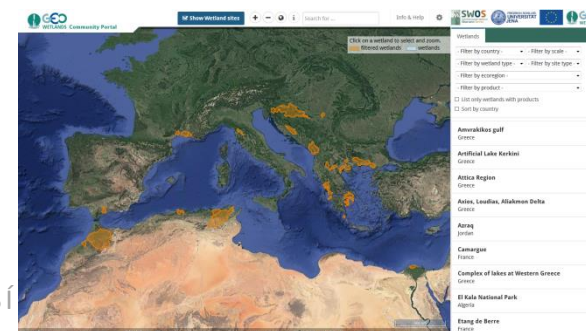 GEO
WETLANDS Community Portal
Show Wetland sites
Search for ...
Info & Help
Click on a wetland to select and zoom.
filtered wetlands
wetlands
SWOS
UNIVERSITÄT
JENA
GEO
Wetlands
- Filter by country -
- Filter by scale -
- Filter by wetland type -
- Filter by site type -
- Filter by ecoregion -
- Filter by product -
List only wetlands with products
Sort by country
Amvrakikos gulf
Greece
Artificial Lake Kerkini
Greece
Attica Region
Greece
Axios, Loudias, Aliakmon Delta
Greece
Azraq
Jordan
Camargue
France
Complex of lakes at Western Greece
Greece
El Kala National Park
Algeria
Etang de Berre
France